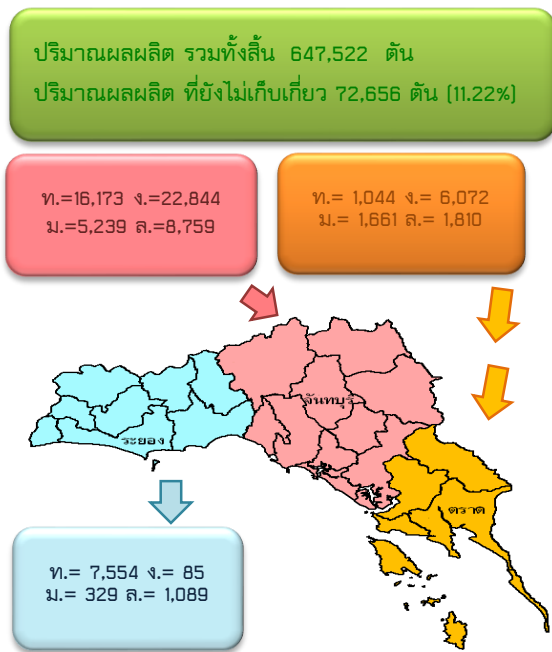 ปริมาณผลผลิต รวมทั้งสิ้น 647,522 ตัน
ปริมาณผลผลิต ที่ยังไม่เก็บเกี่ยว 72,656 ตัน (11.22%)
ท.=16,173 ง.=22,844
ม.=5,239 ล.=8,759
ท.= 1,044 ง.= 6,072
ม.= 1,661 ล.= 1,810
จันทบุรี
ระยอง
ตราด
ท.= 7,554 ง.= 85
ม.= 329 ล.= 1,089